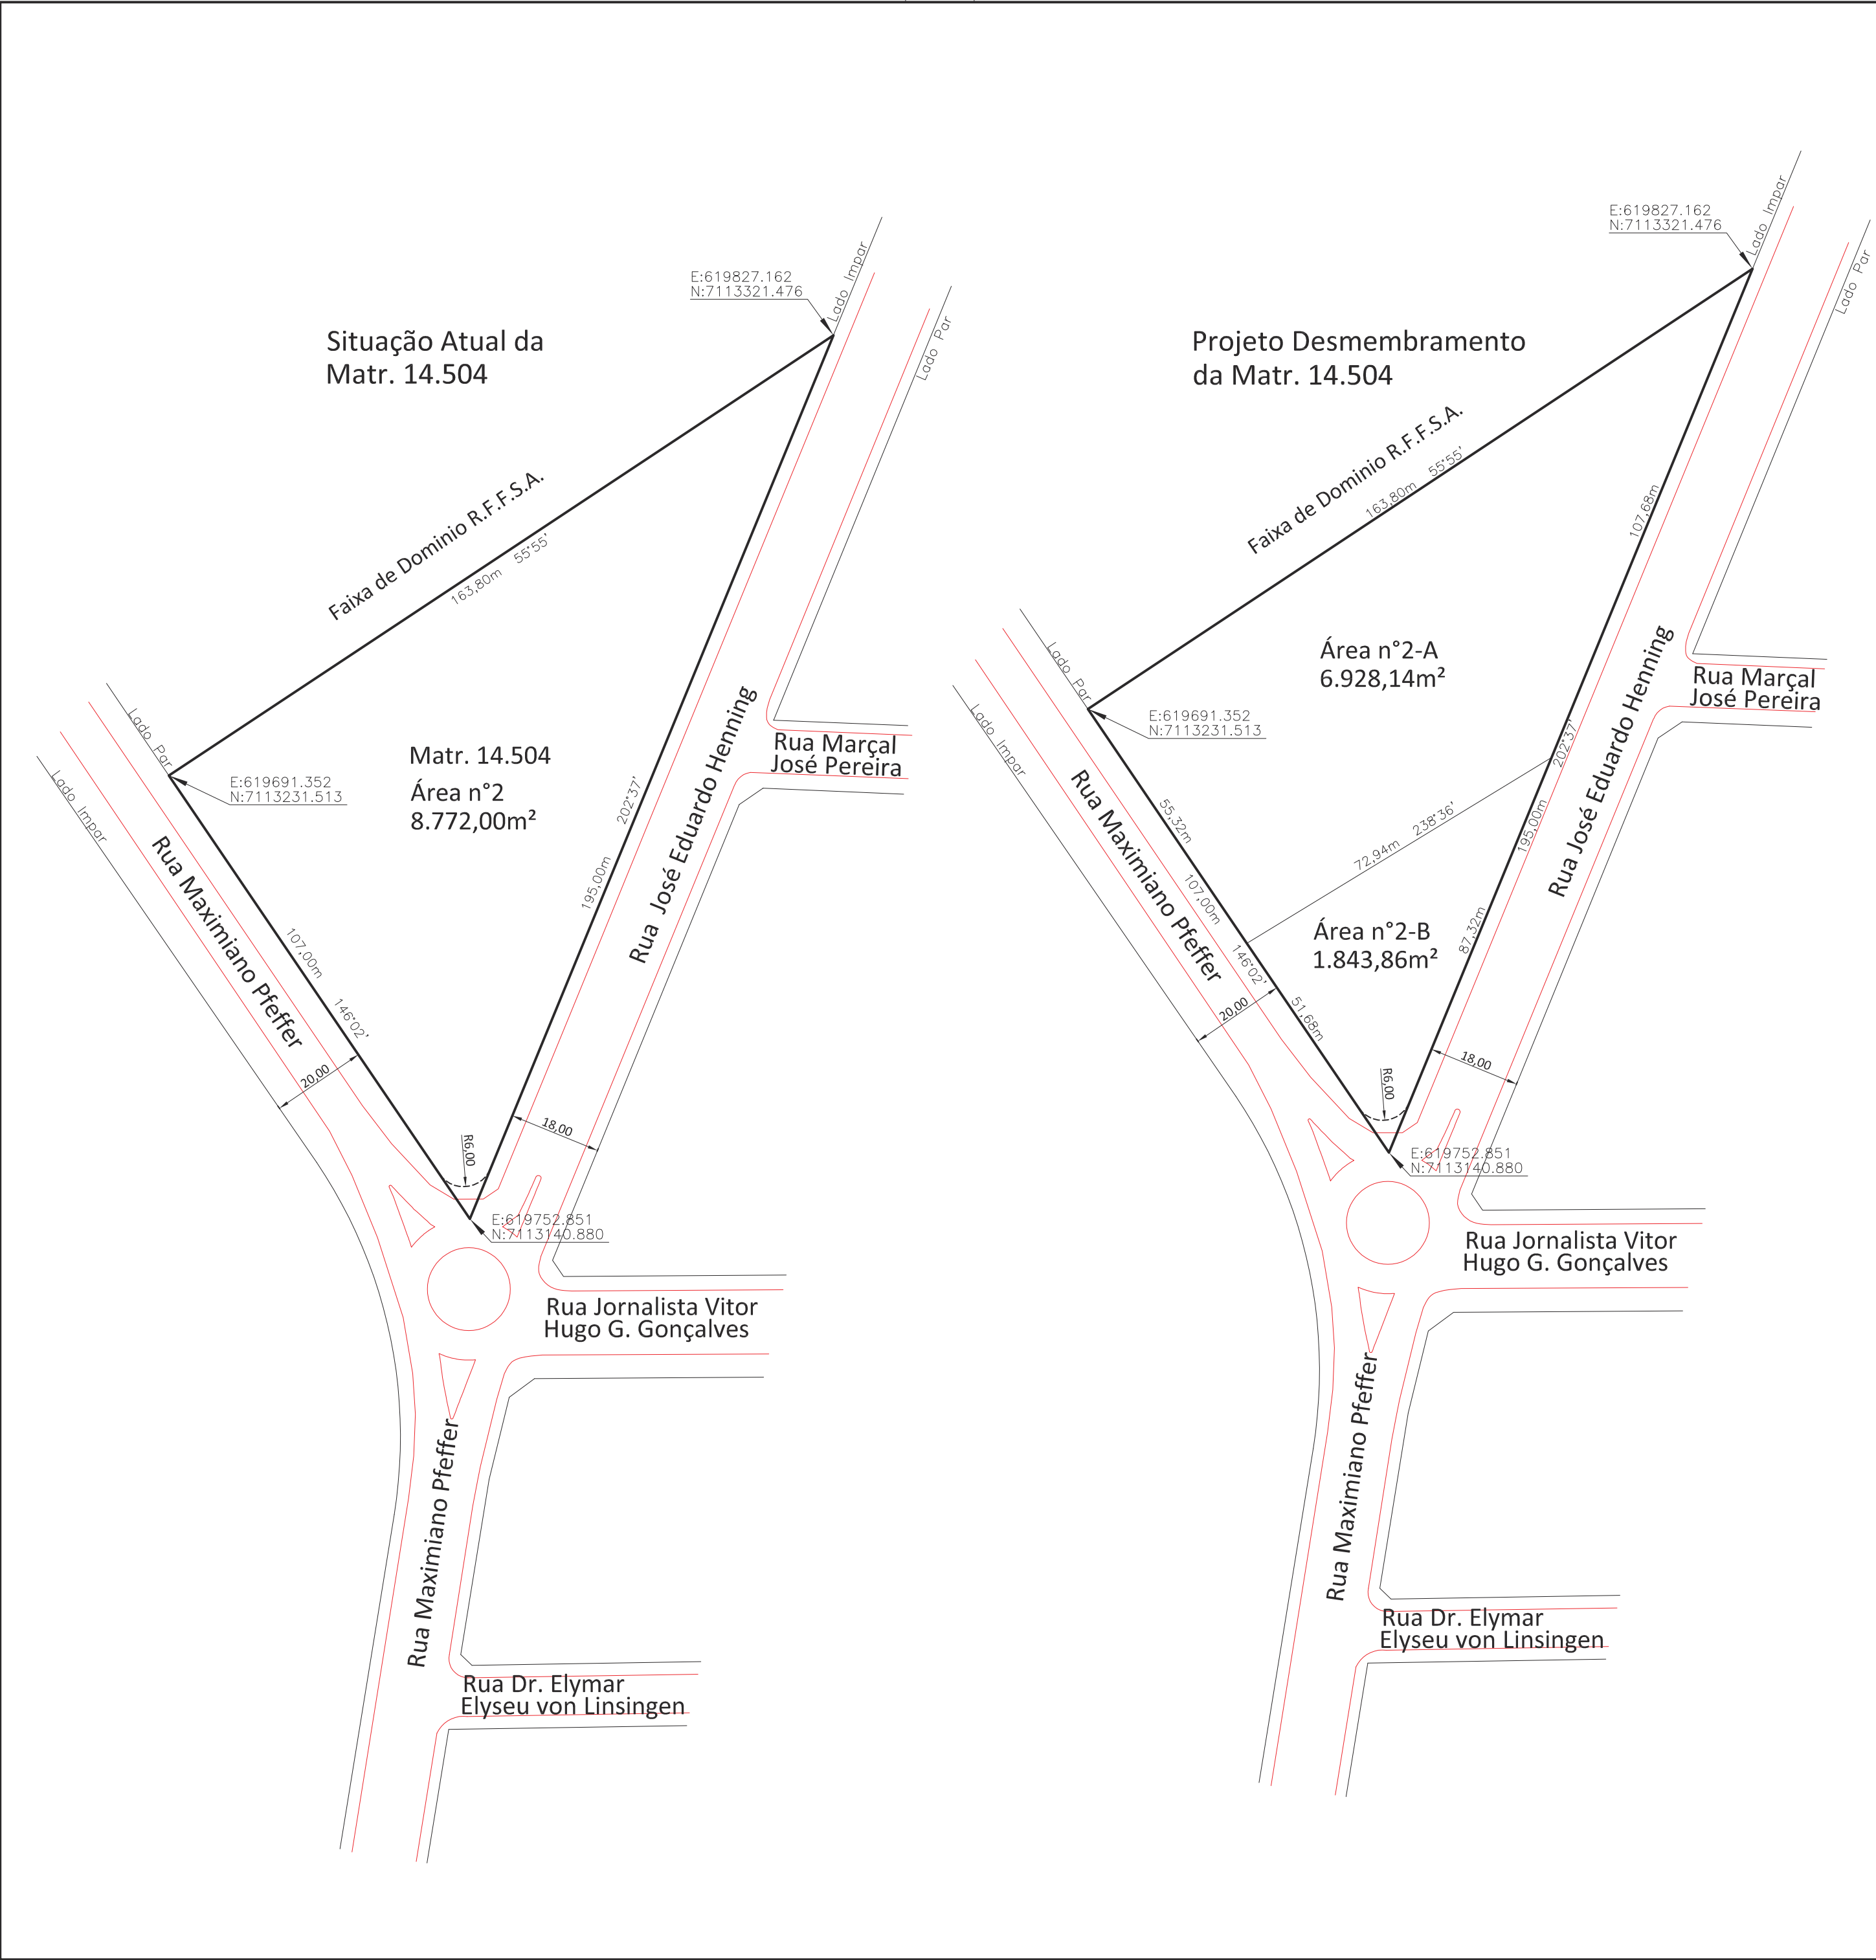 Situação Atual da
Matr. 14.504
E:619827.162
N:7113321.476
Lado Impar
Lado Par
Faixa de Dominio R.F.F.S.A.
163,80m 55°55'
Lado Par
E:619691.352
N:7113231.513
Lado Impar
Matr. 14.504
Área n°2
8.772,00m²
Rua Marçal
José Pereira
Rua José Eduardo Henning
202°37'
195,00m
Rua Maximiano Pfeffer
107,00m
146°02'
20,00
18,00
R6,00
E:619752.851
N:7113140.880
Rua Jornalista Vitor
Hugo G. Gonçalves
Rua Maximiano Pfeffer
Rua Dr. Elymar
Elyseu von Linsingen
Projeto Desmembramento
da Matr. 14.504
E:619827.162
N:7113321.476
Lado Impar
Lado Par
Faixa de Dominio R.F.F.S.A.
163,80m 55°55'
107,68m
Lado Par
E:619691.352
N:7113231.513
Lado Impar
Área n°2-A
6.928,14m²
Rua Marçal
José Pereira
Rua José Eduardo Henning
202°37'
195,00m
Rua Maximiano Pfeffer
55,32m
107,00m
72,94m 238°36'
Área n°2-B
1.843,86m²
87,32m
146°02'
51,68m
20,00
18,00
R6,00
E:619752.851
N:7113140.880
Rua Jornalista Vitor
Hugo G. Gonçalves
Rua Maximiano Pfeffer
Rua Dr. Elymar
Elyseu von Linsingen